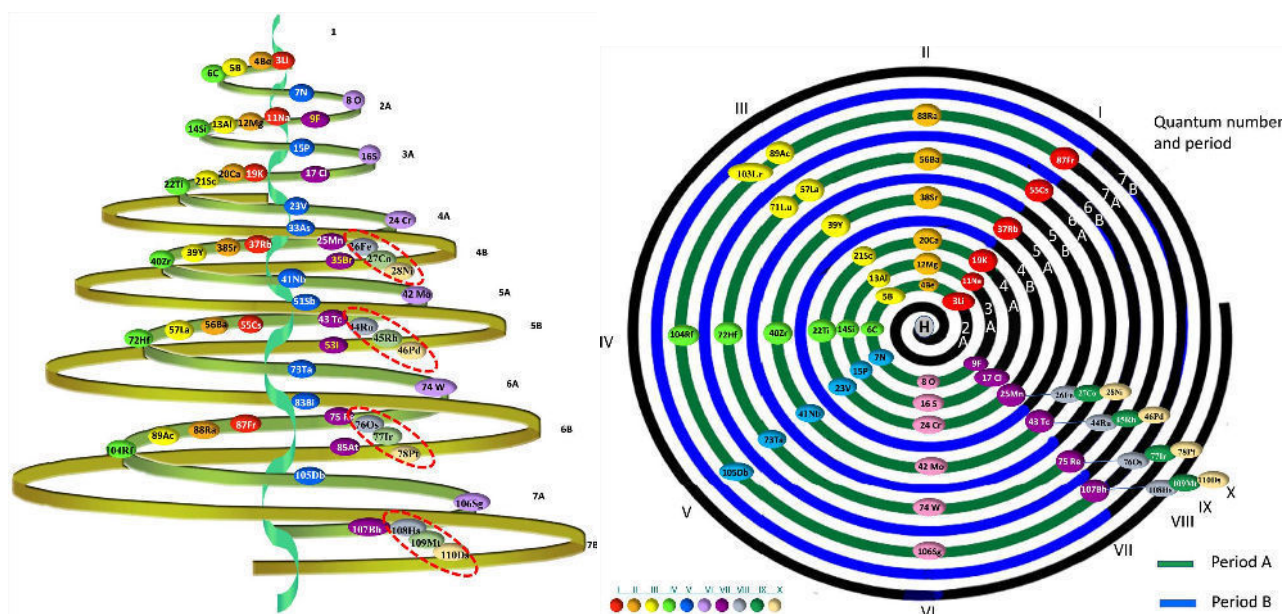 1
6C 5B 4Be 3Li
7N 8 O
2A
14Si 13Al 12Mg 11Na 9F
15P 16S
3A
22Ti 21Sc 20Ca 19K 17 Cl
23V 24 Cr
4A
33As
40Zr 39Y 38Sr 37Rb 25Mn 26Fe 27Co 28Ni
4B
35Br
41Nb 42 Mo
5A
51Sb
72Hf 57La 56Ba 55Cs 43 Tc 44Ru 45Rh 46Pd
5B
53I
73Ta 74 W
6A
83Bi
104Rf 89Ac 88Ra 87Fr 75 Re 76Os 77Ir 78Pt
6B
85At
105Db 106Sg
7A
107Bh 108Hs 109Mt 110Ds
7B
II
III I
Quantum number
and period
88Ra
89Ac 103Lr 87Fr
56Ba 55Cs
57La 71Lu
38Sr 37Rb
39Y
20Ca 19K
21Sc
12Mg 11Na
13Al
4Be 3Li
5B
7 B
7 A
6 B
6 A
5 B
5 A
4 B
4 A
3 A
2 A
IV 104Rf 72Hf 40Zr 22Ti 14Si 6C H
7N 15P 23V 41Nb 73Ta 105Db
V
8 O
16 S
24 Cr
42 Mo
74 W
106Sg
VI
9F
17 Cl
25Mn 26Fe 27Co 28Ni
43 Tc 44Ru 45Rh 46Pd
75 Re 76Os 77Ir 78Pt
107Bh 108Hs 109Mt 110Ds
VII VIII IX X
I II III IV V VI VII VIII IX X
Period A
Period B